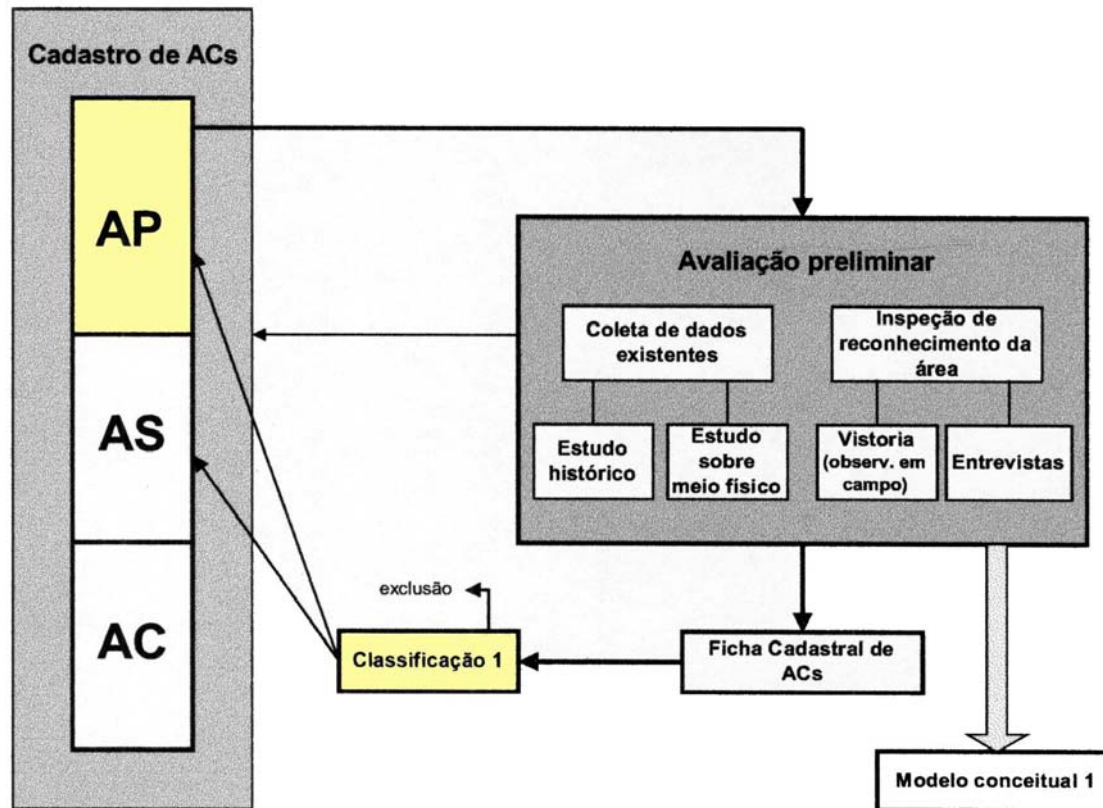 Cadastro de ACs
AP
AS
AC
Avaliação preliminar
Coleta de dados
existentes
Inspeção de
reconhecimento da
área
Estudo
histórico
Estudo
sobre
meio físico
Vistoria
(observ. em
campo)
Entrevistas
exclusão
Classificação 1
Ficha Cadastral de
ACs
Modelo conceitual 1